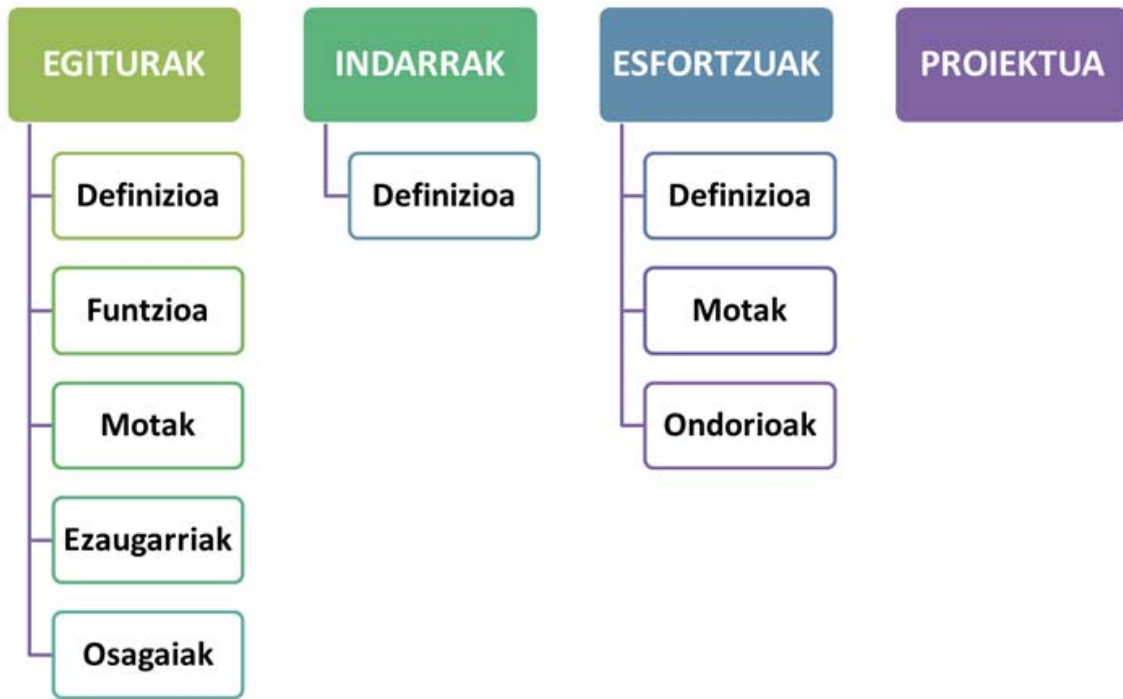 EGITURAK
Definizioa
Funtzioa
Motak
Ezaugarriak
Osagaiak
INDARRAK
Definizioa
ESFORTZUAK
Definizioa
Motak
Ondorioak
PROIEKTUA